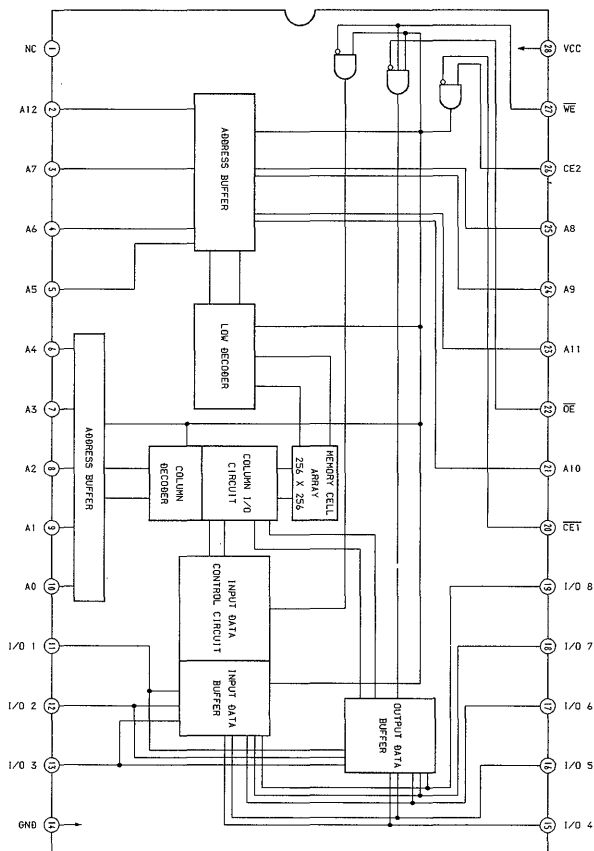 NC 1
A12 2
A7 3
A6 4
A5 5
A4 6
A3 7
A2 8
A1 9
A0 10
I/O 1 11
I/O 2 12
I/O 3 13
GND 14
28 VCC
27 WE
26 CE2
25 A8
24 A9
23 A11
22 OE
21 A10
20 CE1
19 I/O 8
18 I/O 7
17 I/O 6
16 I/O 5
15 I/O 4
ADDRESS BUFFER
LOW DECODER
ADDRESS BUFFER
COLUMN
DECODER
COLUMN I/O
CIRCUIT
MEMORY CELL
ARRAY
256 X 256
INPUT DATA
CONTROL CIRCUIT
INPUT DATA
BUFFER
OUTPUT DATA
BUFFER